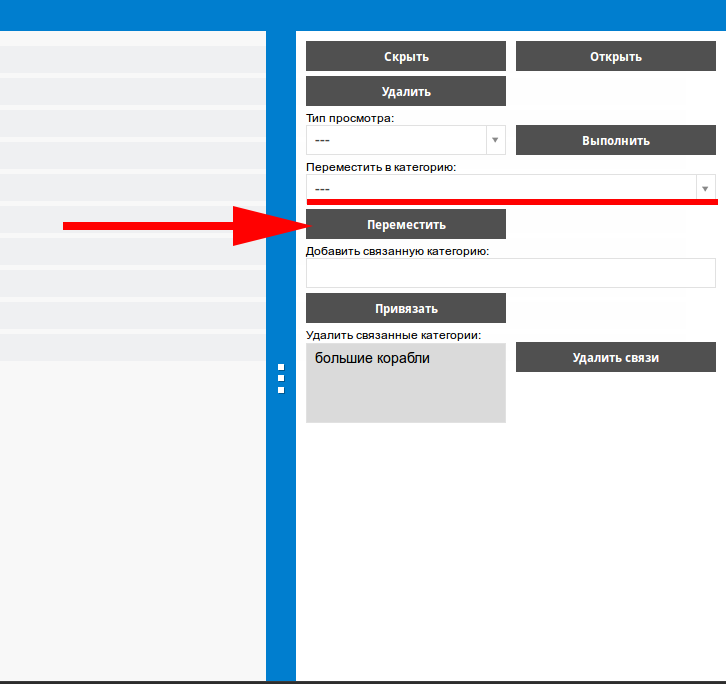 Скрыть
Открыть
Удалить
Тип просмотра:
---
Выполнить
Переместить в категорию:
---
Переместить
Добавить связанную категорию:
Привязать
Удалить связанные категории:
большие корабли
Удалить связи